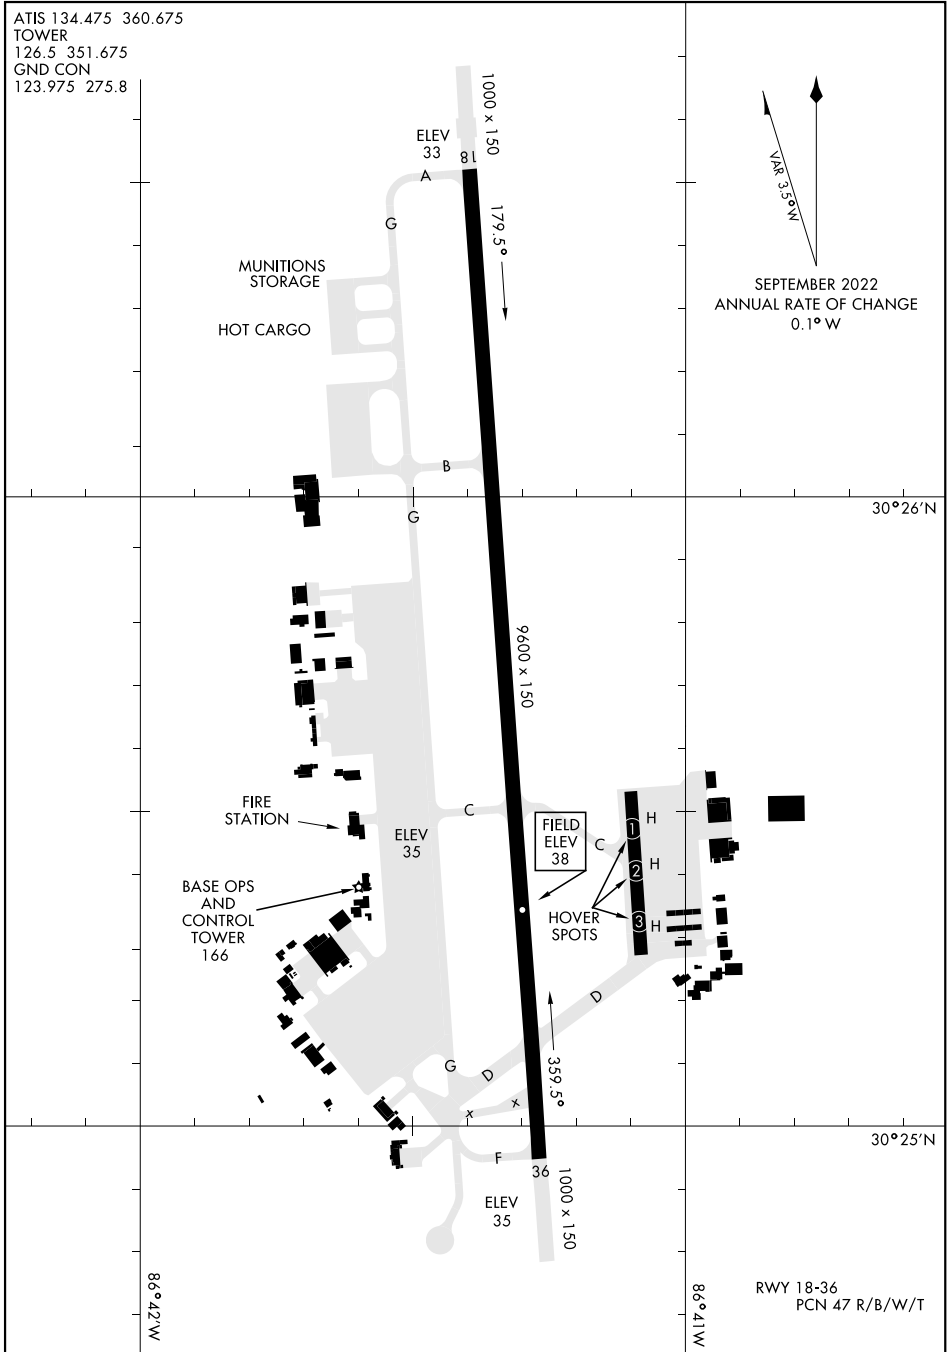 ATIS 134.475 360.675
TOWER
126.5 351.675
GND CON
123.975 275.8
1000 x 150
ELEV
33
18
A
G
179.5°
VAR 3.5°W
MUNITIONS
STORAGE
HOT CARGO
SEPTEMBER 2022
ANNUAL RATE OF CHANGE
0.1° W
B
G
30°26'N
9600 x 150
FIRE
STATION
C
ELEV
35
FIELD
ELEV
38
C
1
H
2
H
3
H
HOVER
SPOTS
BASE OPS
AND
CONTROL
TOWER
166
D
G
D
359.5°
x
x
30°25'N
F
36
1000 x 150
ELEV
35
86°42'W
86°41'W
RWY 18-36
PCN 47 R/B/W/T